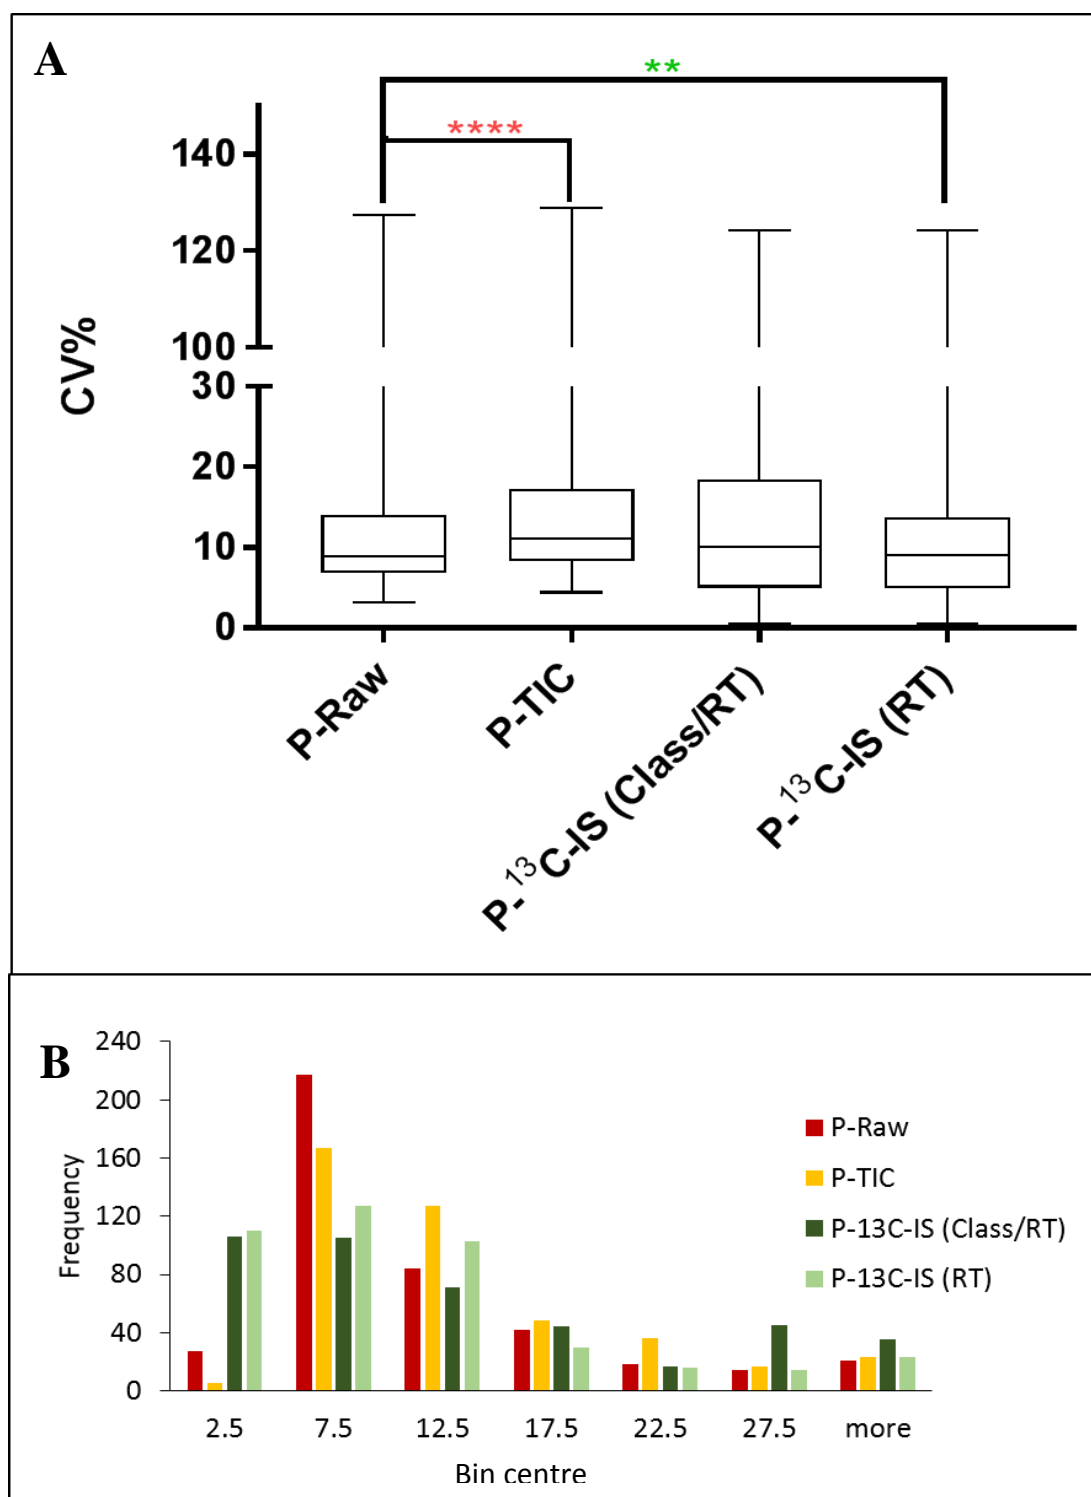 A
**
****
140
120
100
30
20
10
0
CV%
P-Raw
P-TIC
P-¹³C-IS (Class/RT)
P-¹³C-IS (RT)
B
240
200
160
120
80
40
0
Frequency
2.5 7.5 12.5 17.5 22.5 27.5 more
Bin centre
P-Raw
P-TIC
P-13C-IS (Class/RT)
P-13C-IS (RT)